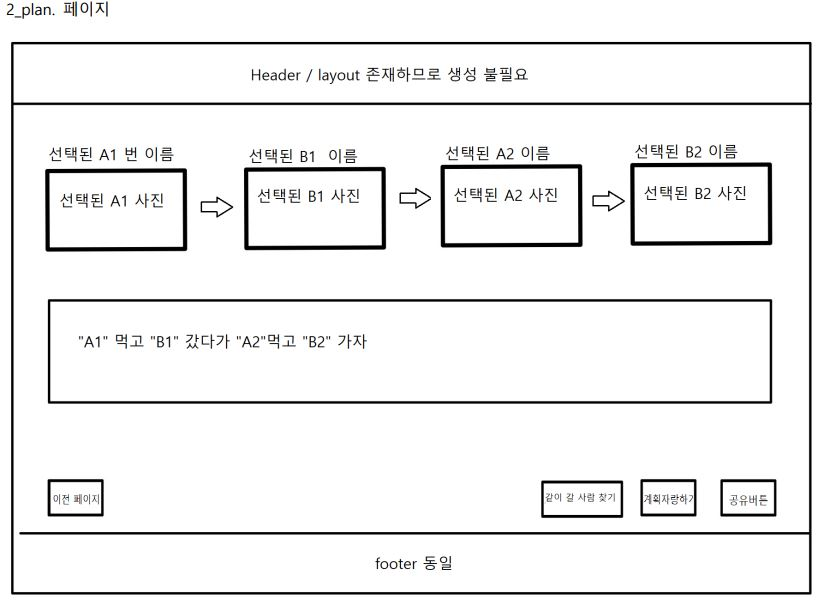 2_plan. 페이지
Header / layout 존재하므로 생성 불필요
선택된 A1 번 이름
선택된 B1 이름
선택된 A2 이름
선택된 B2 이름
선택된 A1 사진
선택된 B1 사진
선택된 A2 사진
선택된 B2 사진
"A1" 먹고 "B1" 갔다가 "A2"먹고 "B2" 가자
이전 페이지
같이 갈 사람 찾기
계획자랑하기
공유버튼
footer 동일